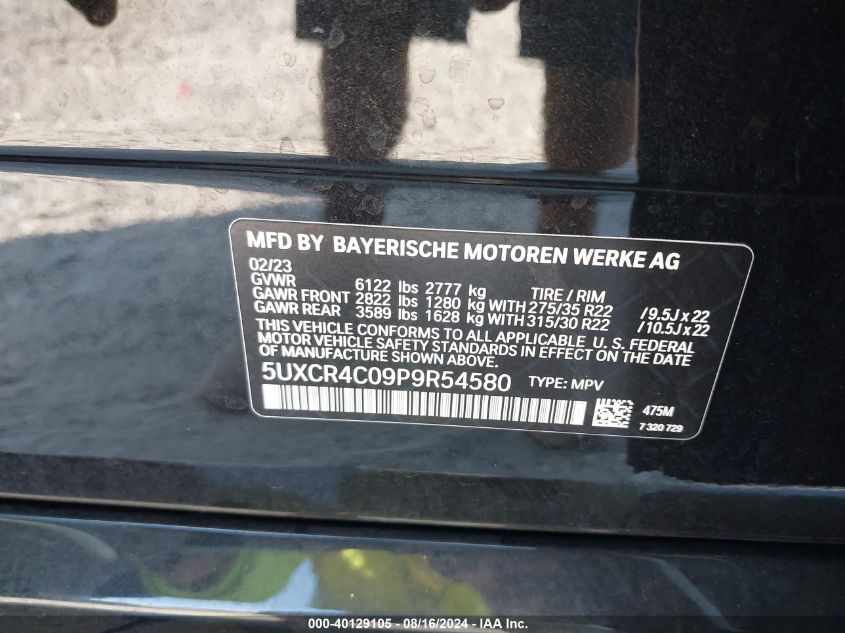 MFD BY BAYERISCHE MOTOREN WERKE AG
02/23
GVWR 6122 lbs 2777 kg TIRE / RIM
GAWR FRONT 2822 lbs 1280 kg WITH 275/35 R22 / 9.5J x 22
GAWR REAR 3589 lbs 1628 kg WITH 315/30 R22 / 10.5J x 22
THIS VEHICLE CONFORMS TO ALL APPLICABLE U. S. FEDERAL
MOTOR VEHICLE SAFETY STANDARDS IN EFFECT ON THE DATE
OF MANUFACTURE SHOWN ABOVE.
5UXCR4C09P9R54580 TYPE: MPV
475M
7 320 729
000-40129105 - 08/16/2024 - IAA Inc.